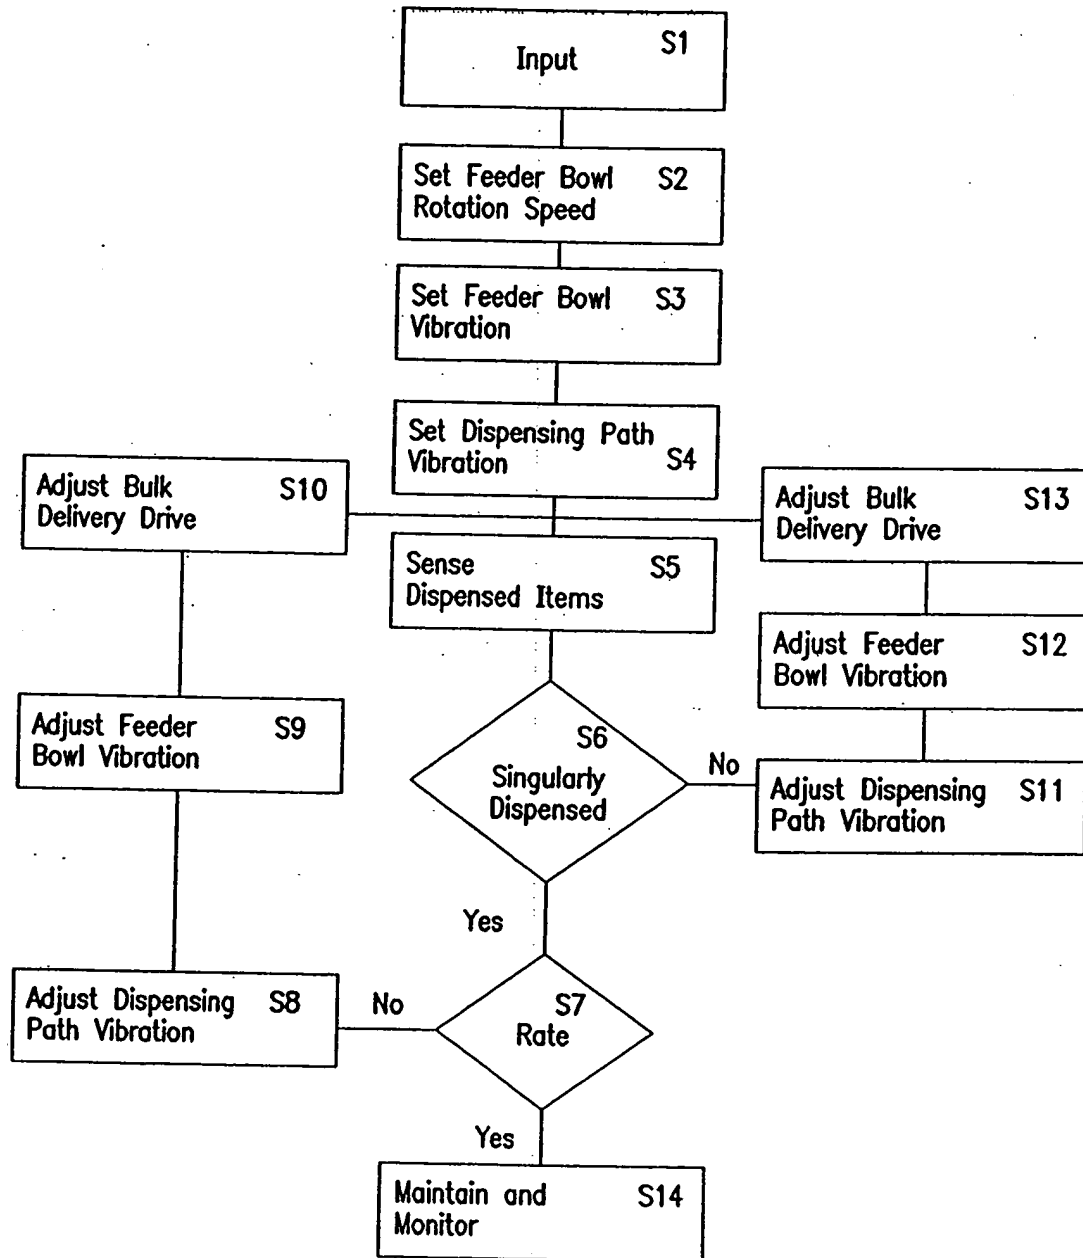 Input S1
Set Feeder Bowl S2
Rotation Speed
Set Feeder Bowl S3
Vibration
Set Dispensing Path
Vibration S4
Adjust Bulk S10
Delivery Drive
Adjust Bulk S13
Delivery Drive
Sense S5
Dispensed Items
Adjust Feeder S12
Bowl Vibration
Adjust Feeder S9
Bowl Vibration
S6
Singularly
Dispensed
No
Adjust Dispensing S11
Path Vibration
Yes
Adjust Dispensing S8
Path Vibration
No
S7
Rate
Yes
Maintain and S14
Monitor